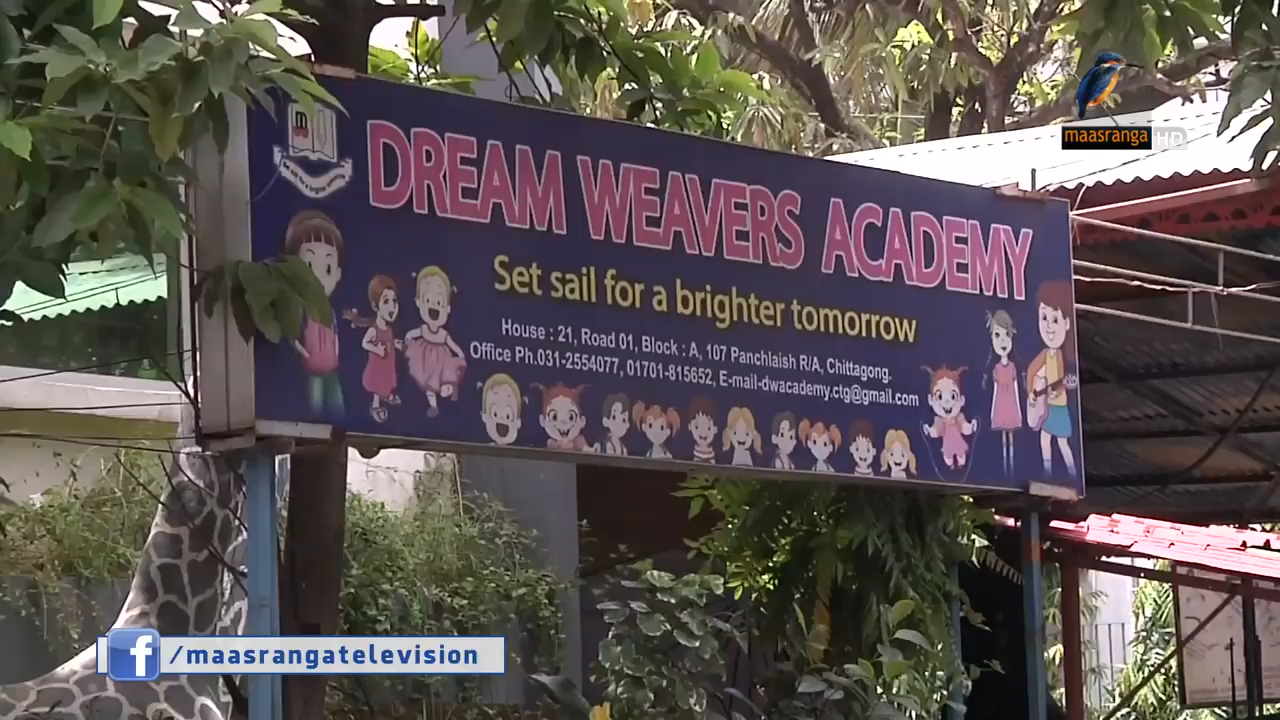 maasranga HD
DREAM WEAVERS ACADEMY
Set sail for a brighter tomorrow
House : 21, Road 01, Block : A, 107 Panchlaish R/A, Chittagong.
Office Ph.031-2554077, 01701-815652, E-mail-dwacademy.ctg@gmail.com
/maasrangatelevision